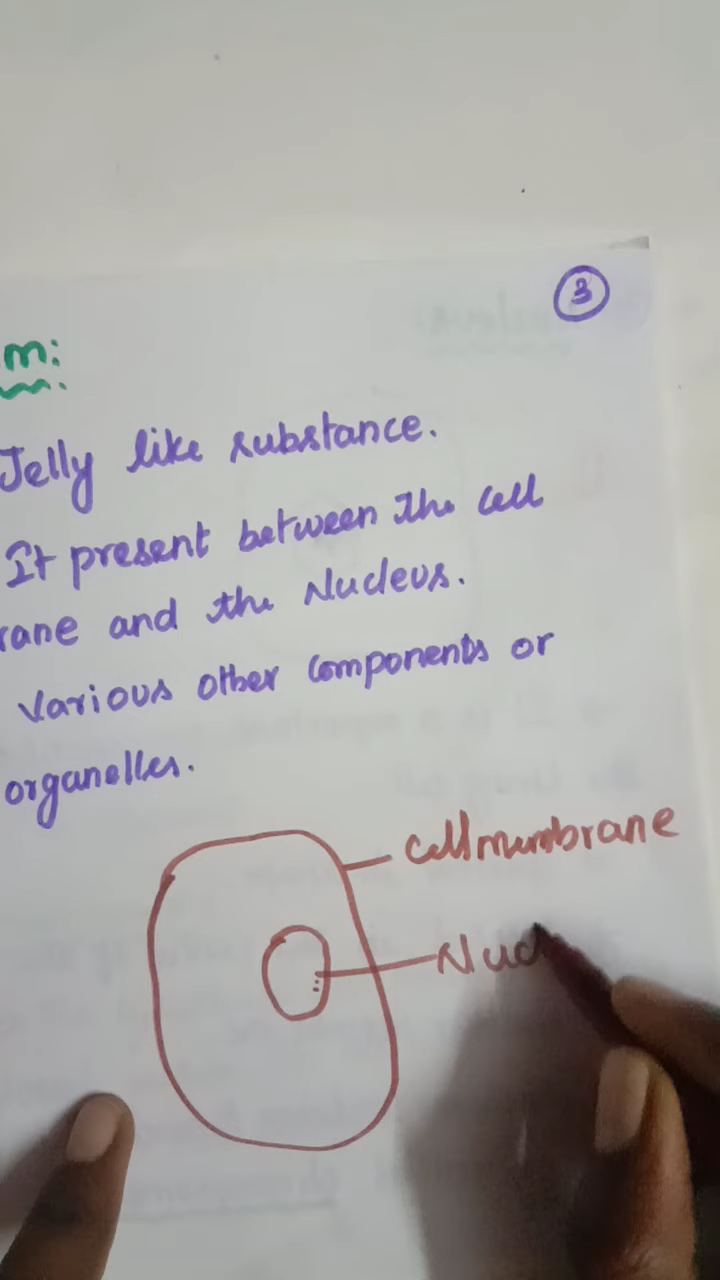 3
m:
Jelly like substance.
It present between the cell
rane and the Nucleus.
various other components or
organelles.
cell membrane
Nuc